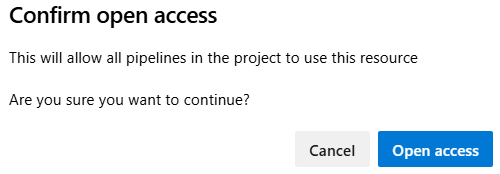 Confirm open access
This will allow all pipelines in the project to use this resource
Are you sure you want to continue?
Cancel
Open access